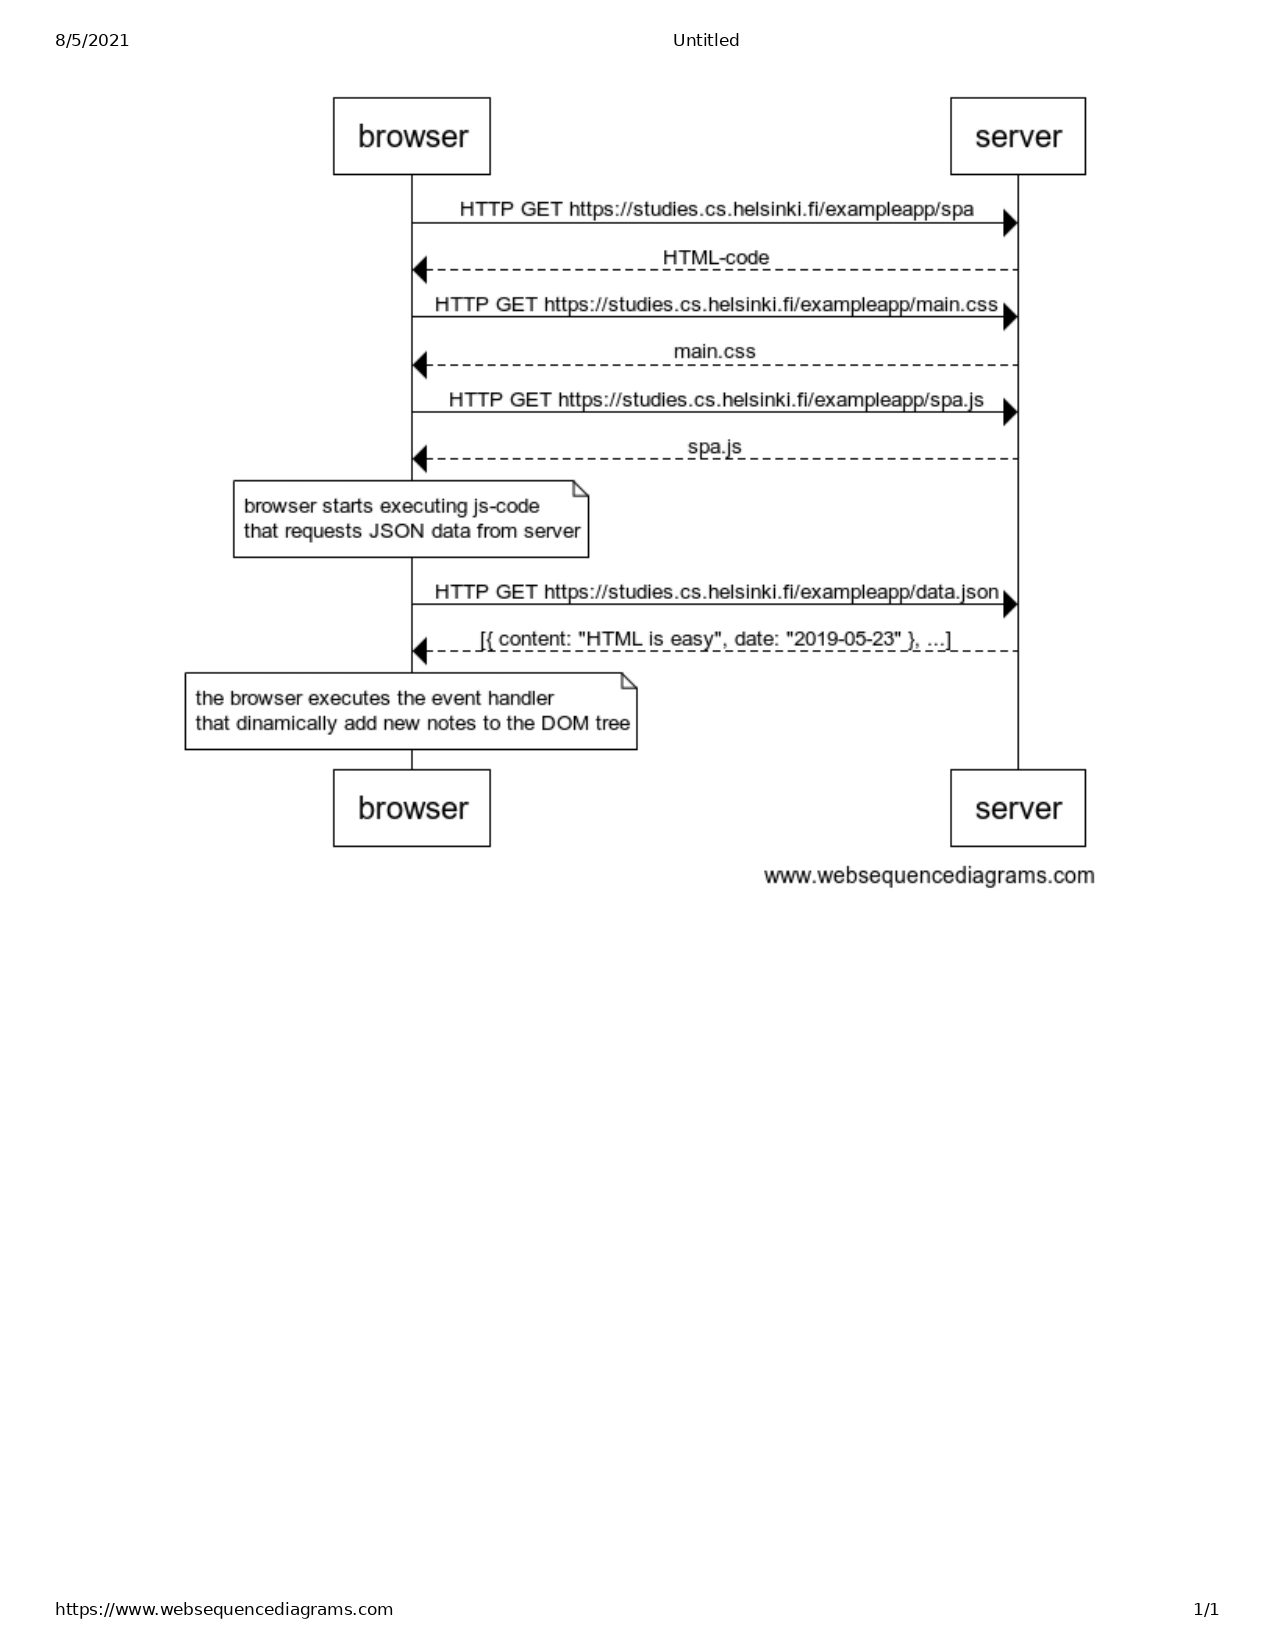 8/5/2021
Untitled
browser
server
HTTP GET https://studies.cs.helsinki.fi/exampleapp/spa
HTML-code
HTTP GET https://studies.cs.helsinki.fi/exampleapp/main.css
main.css
HTTP GET https://studies.cs.helsinki.fi/exampleapp/spa.js
spa.js
browser starts executing js-code
that requests JSON data from server
HTTP GET https://studies.cs.helsinki.fi/exampleapp/data.json
[{ content: "HTML is easy", date: "2019-05-23" }, ...]
the browser executes the event handler
that dinamically add new notes to the DOM tree
browser
server
www.websequencediagrams.com
https://www.websequencediagrams.com
1/1